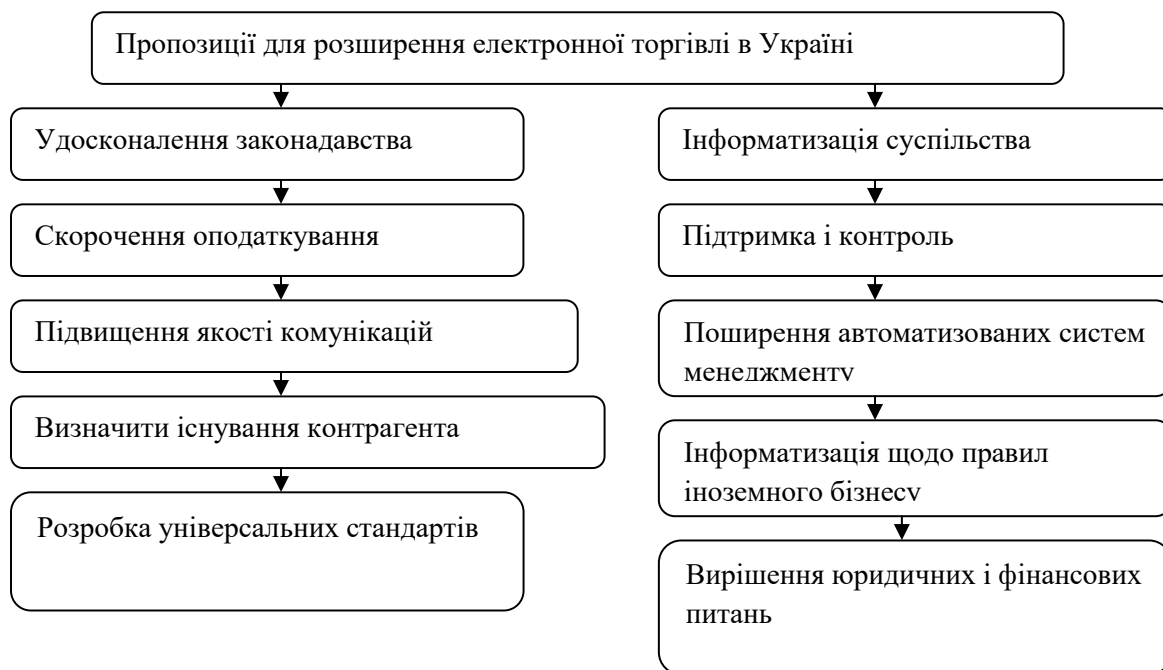 Пропозиції для розширення електронної торгівлі в Україні
Удосконалення законадавства
Скорочення оподаткування
Підвищення якості комунікацій
Визначити існування контрагента
Розробка універсальних стандартів
Інформатизація суспільства
Підтримка і контроль
Поширення автоматизованих систем
менеджменту
Інформатизація щодо правил
іноземного бізнесу
Вирішення юридичних і фінансових
питань